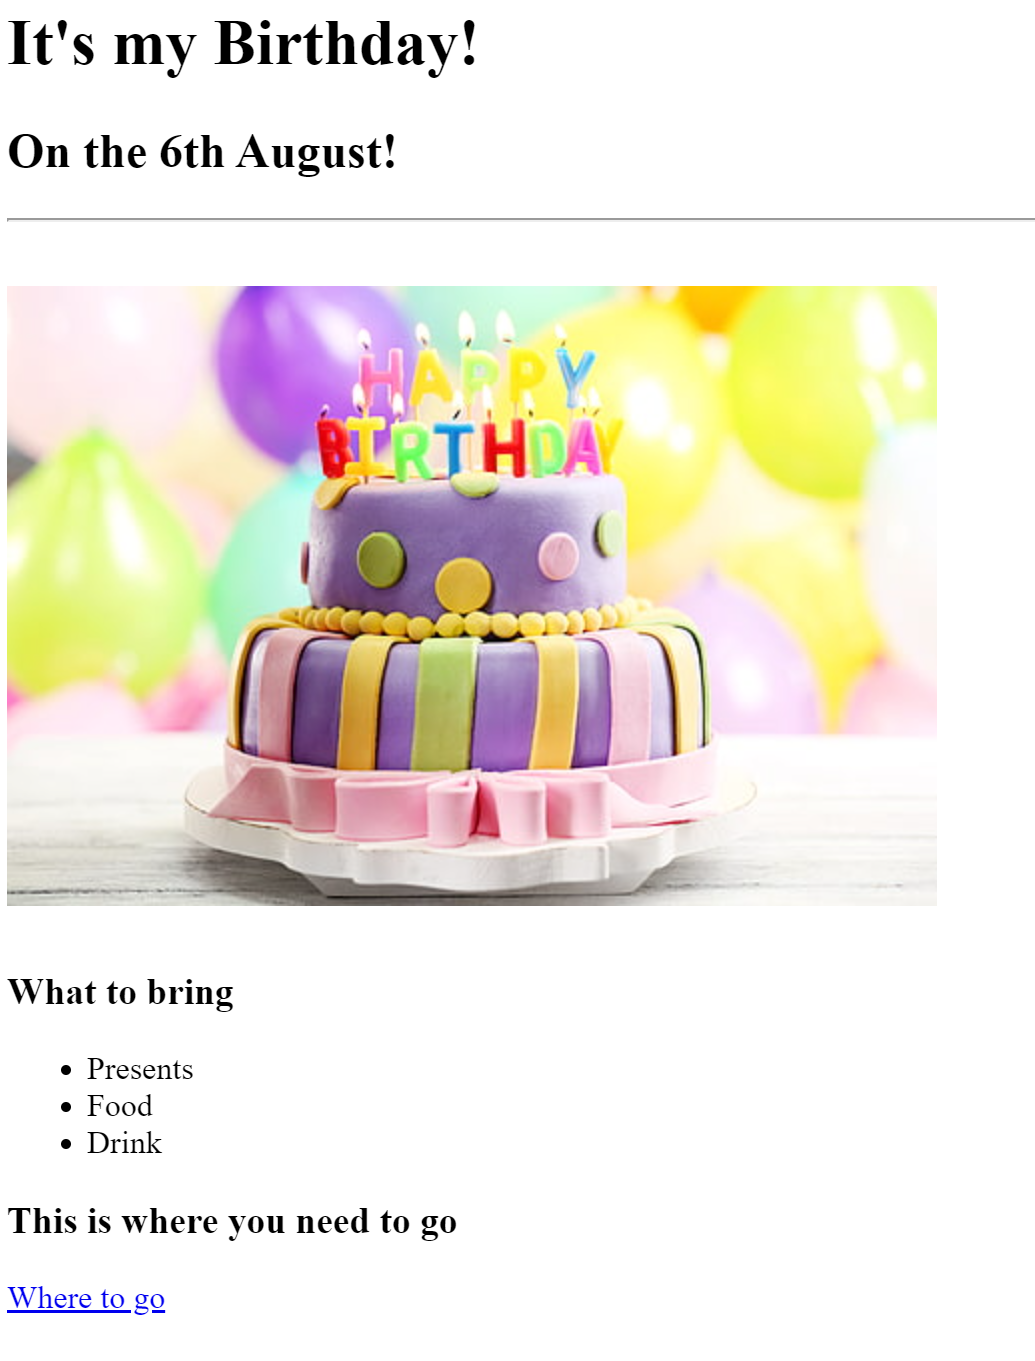 It's my Birthday!
On the 6th August!
HAPPY
BIRTHDAY
What to bring
Presents
Food
Drink
This is where you need to go
Where to go